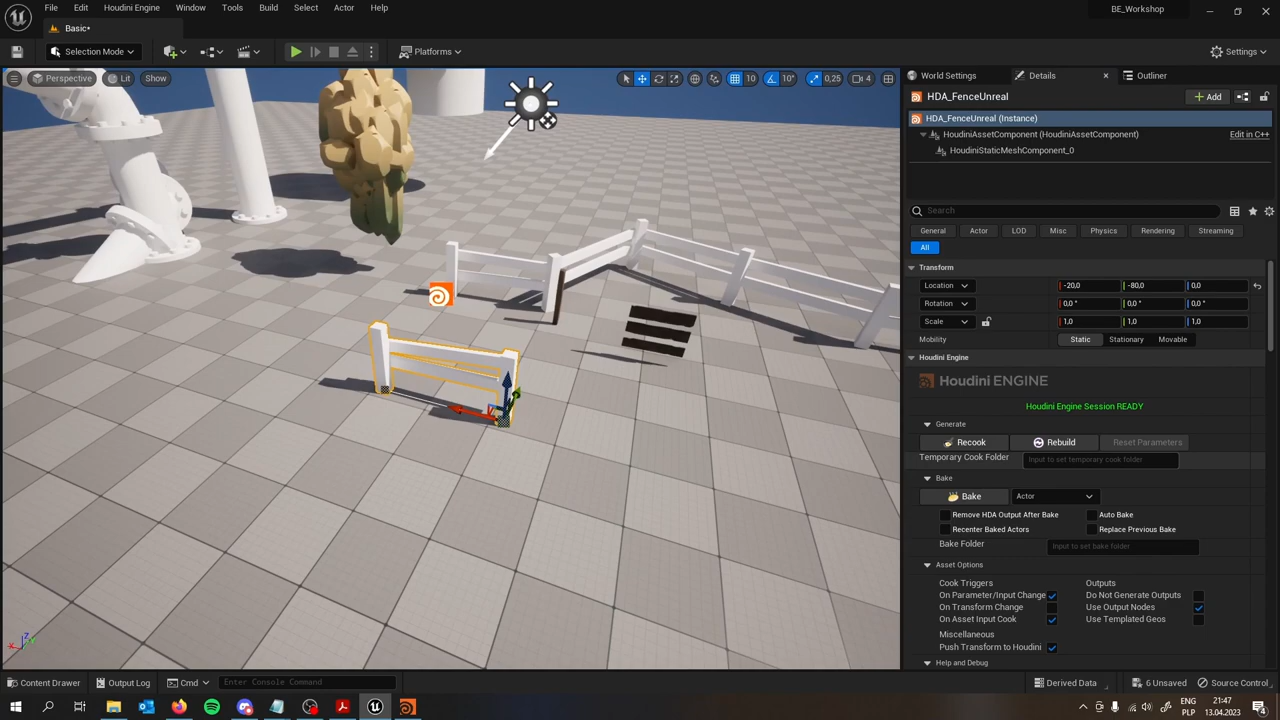 File Edit Houdini Engine Window Tools Build Select Actor Help
BE_Workshop
Basic*
Selection Mode
Platforms
Settings
Perspective Lit Show
10 10° 0,25 4
World Settings Details Outliner
HDA_FenceUnreal
Add
HDA_FenceUnreal (Instance)
HoudiniAssetComponent (HoudiniAssetComponent) Edit in C++
HoudiniStaticMeshComponent_0
Search
General Actor LOD Misc Physics Rendering Streaming
All
Transform
Location -20,0 -80,0 0,0
Rotation 0,0 ° 0,0 ° 0,0 °
Scale 1,0 1,0 1,0
Mobility Static Stationary Movable
Houdini Engine
Houdini ENGINE
Houdini Engine Session READY
Generate
Recook Rebuild Reset Parameters
Temporary Cook Folder Input to set temporary cook folder
Bake
Bake Actor
Remove HDA Output After Bake Auto Bake
Recenter Baked Actors Replace Previous Bake
Bake Folder Input to set bake folder
Asset Options
Cook Triggers Outputs
On Parameter/Input Change Do Not Generate Outputs
On Transform Change Use Output Nodes
On Asset Input Cook Use Templated Geos
Miscellaneous
Push Transform to Houdini
Help and Debug
Content Drawer Output Log Cmd Enter Console Command Derived Data 6 Unsaved Source Control
ENG 21:47
PLP 13.04.2023